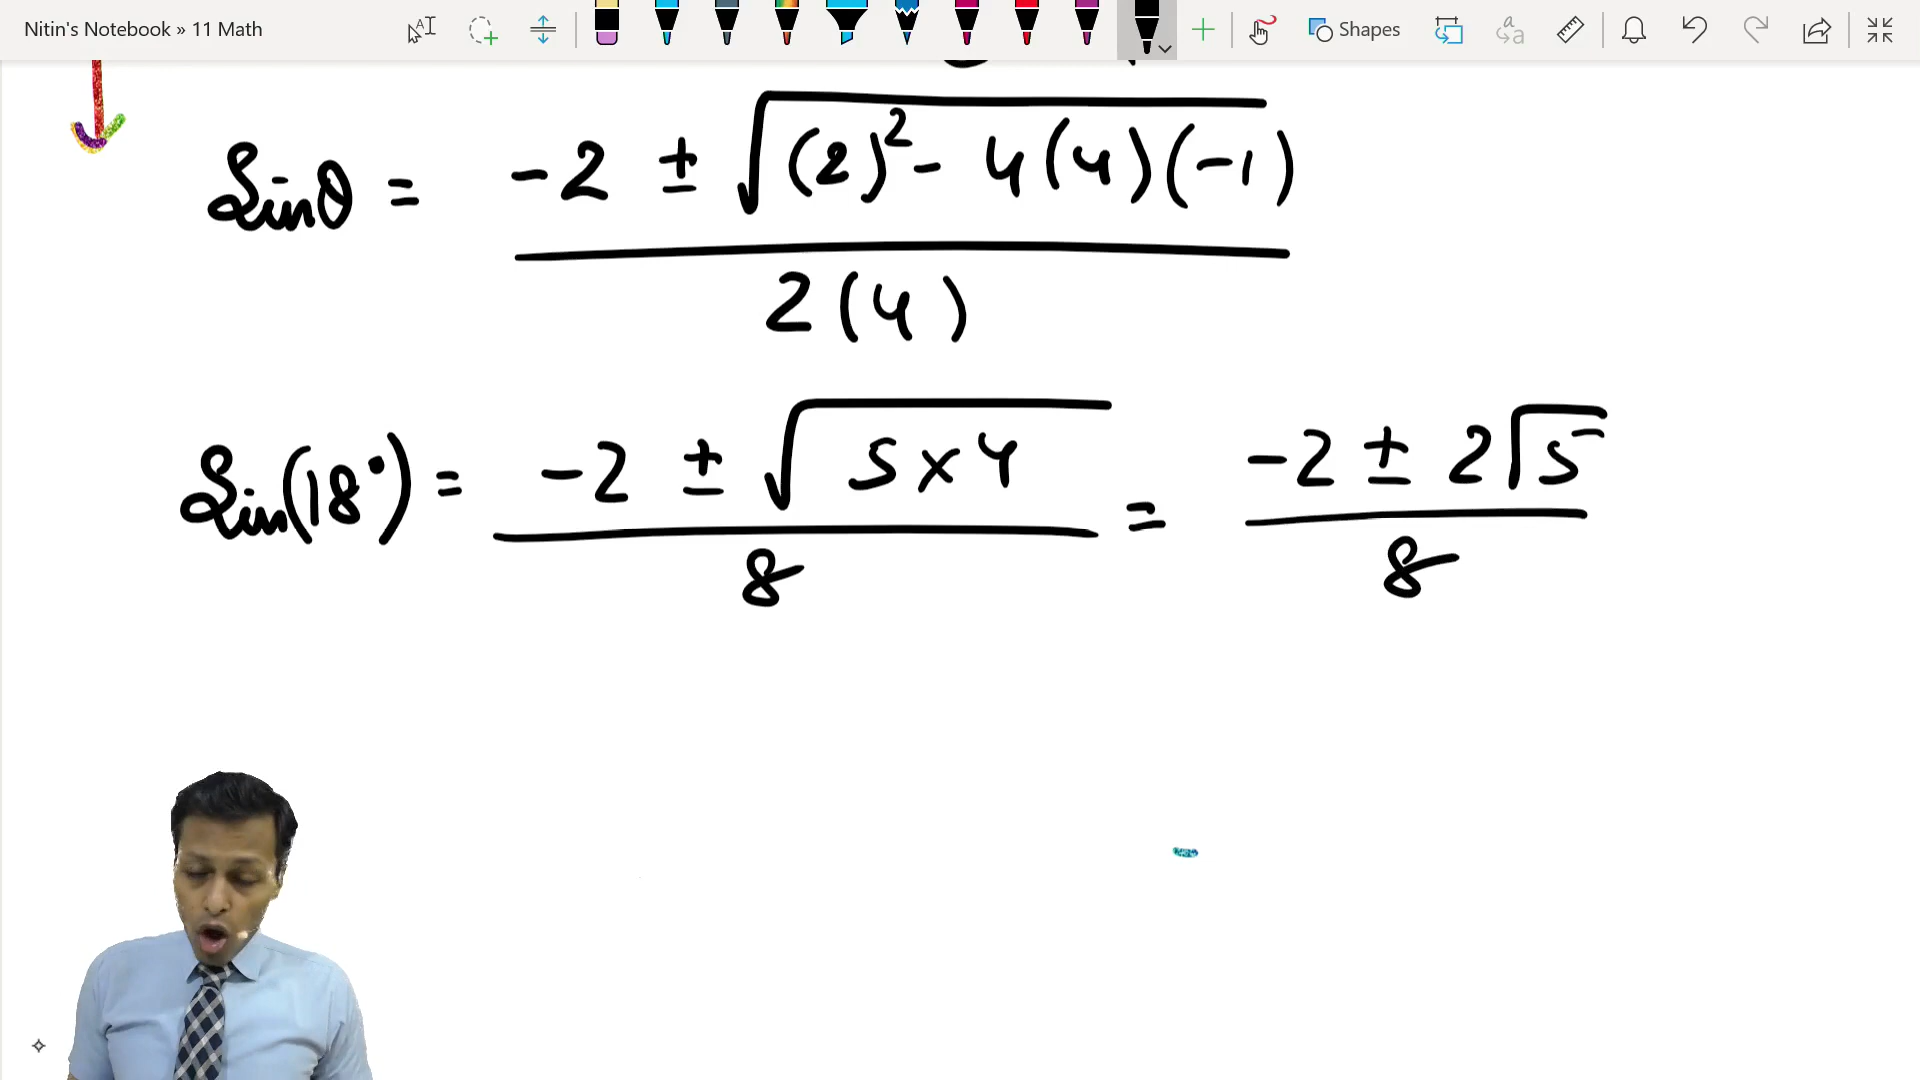 Nitin's Notebook » 11 Math
Shapes
Sinθ = -2 ± √((2)² - 4(4)(-1)) / 2(4)
Sin(18°) = -2 ± √(5×4) / 8 = -2 ± 2√5 / 8